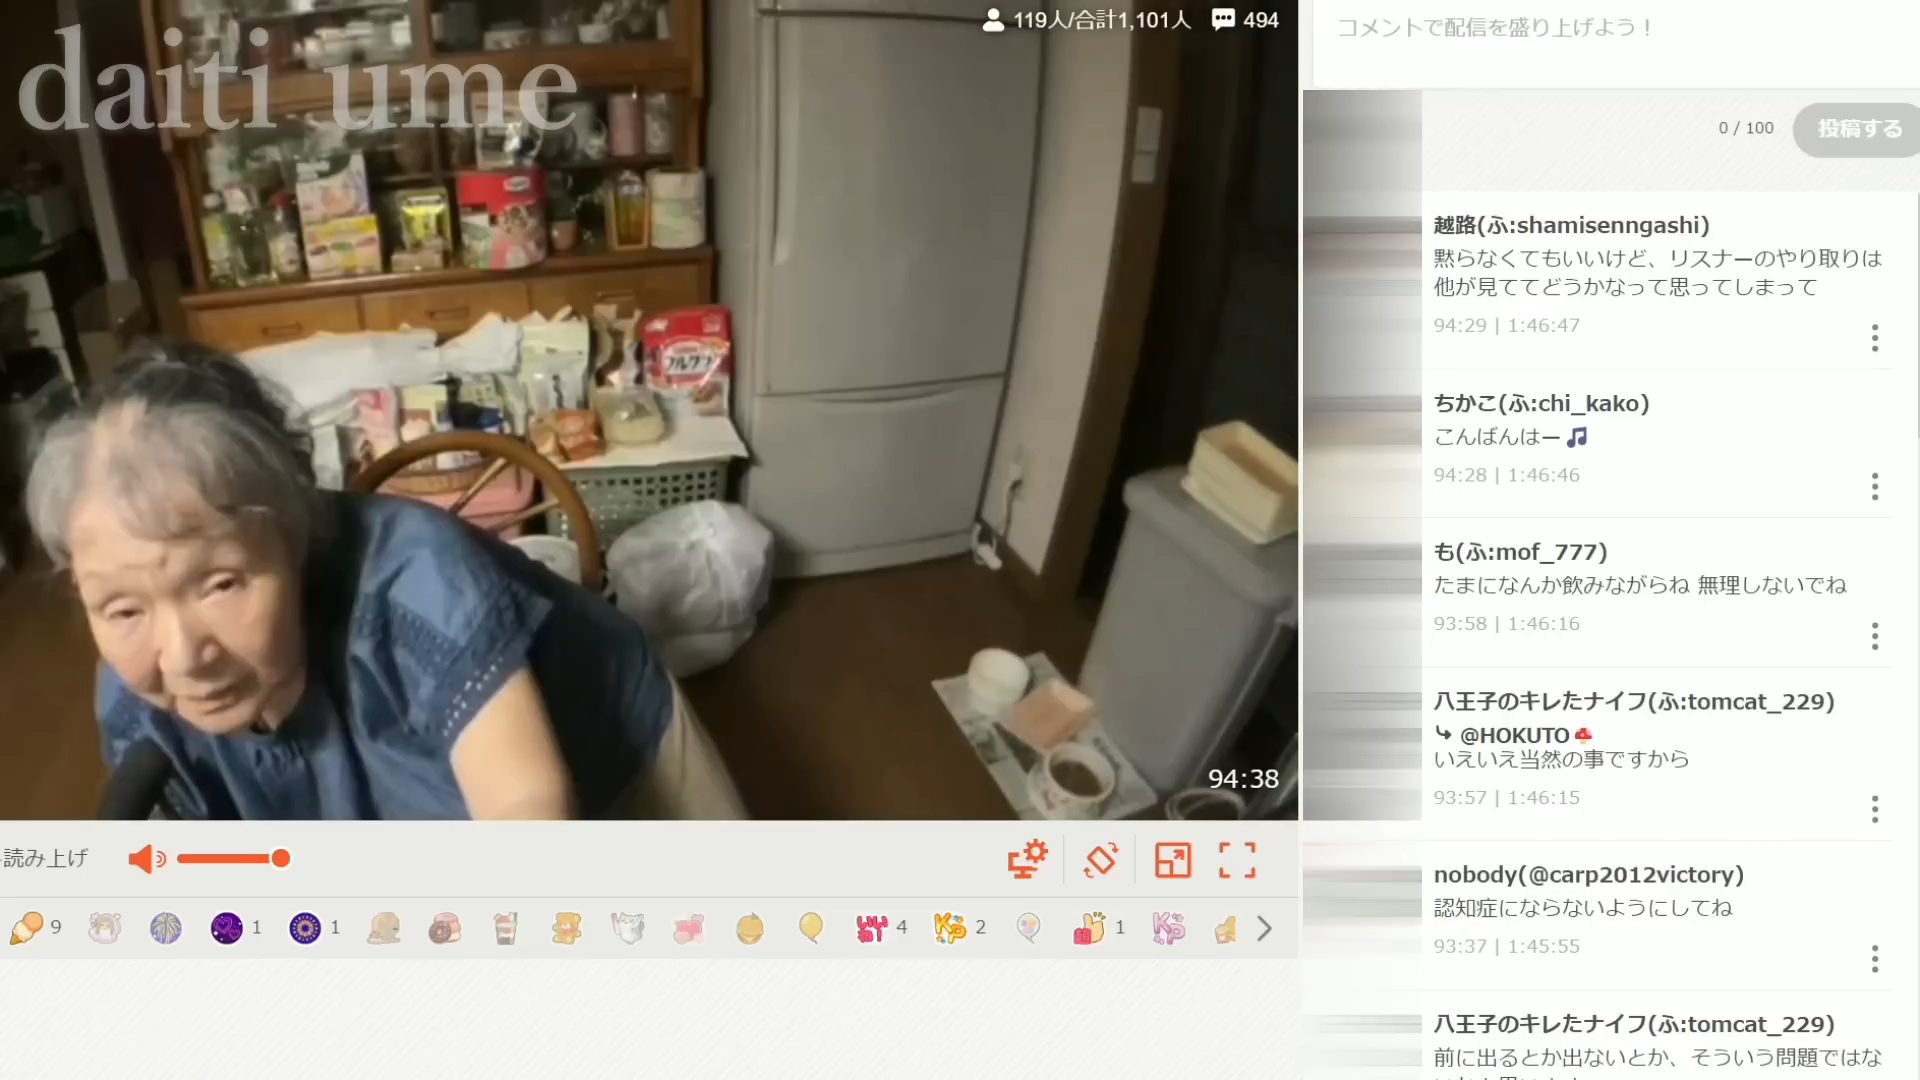 daiti ume
119人/合計1,101人 494
コメントで配信を盛り上げよう！
0 / 100 投稿する
越路(ふ:shamisenngashi)
黙らなくてもいいけど、リスナーのやり取りは
他が見ててどうかなって思ってしまって
94:29 | 1:46:47
ちかこ(ふ:chi_kako)
こんばんはー🎵
94:28 | 1:46:46
も(ふ:mof_777)
たまになんか飲みながらね 無理しないでね
93:58 | 1:46:16
八王子のキレたナイフ(ふ:tomcat_229)
@HOKUTO🍄
いえいえ当然の事ですから
93:57 | 1:46:15
nobody(@carp2012victory)
認知症にならないようにしてね
93:37 | 1:45:55
八王子のキレたナイフ(ふ:tomcat_229)
前に出るとか出ないとか、そういう問題ではな
フルグラ
94:38
読み上げ
9 1 1 4 KP 2 1 KP